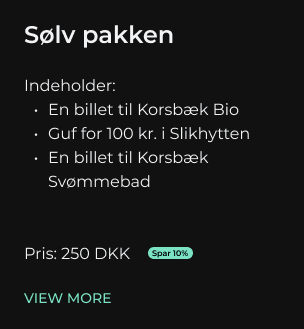 Sølv pakken
Indeholder:
• En billet til Korsbæk Bio
• Guf for 100 kr. i Slikhytten
• En billet til Korsbæk
Svømmebad
Pris: 250 DKK Spar 10%
VIEW MORE